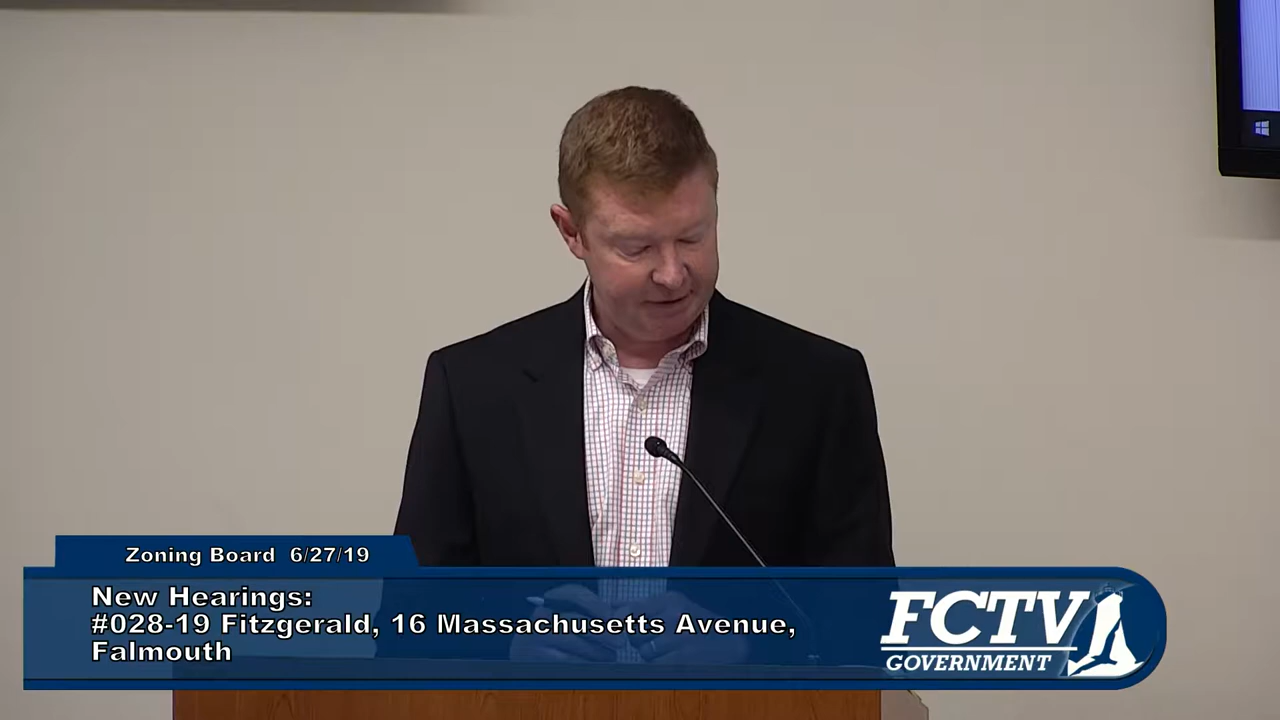 Zoning Board 6/27/19
New Hearings:
#028-19 Fitzgerald, 16 Massachusetts Avenue,
Falmouth
FCTV
GOVERNMENT